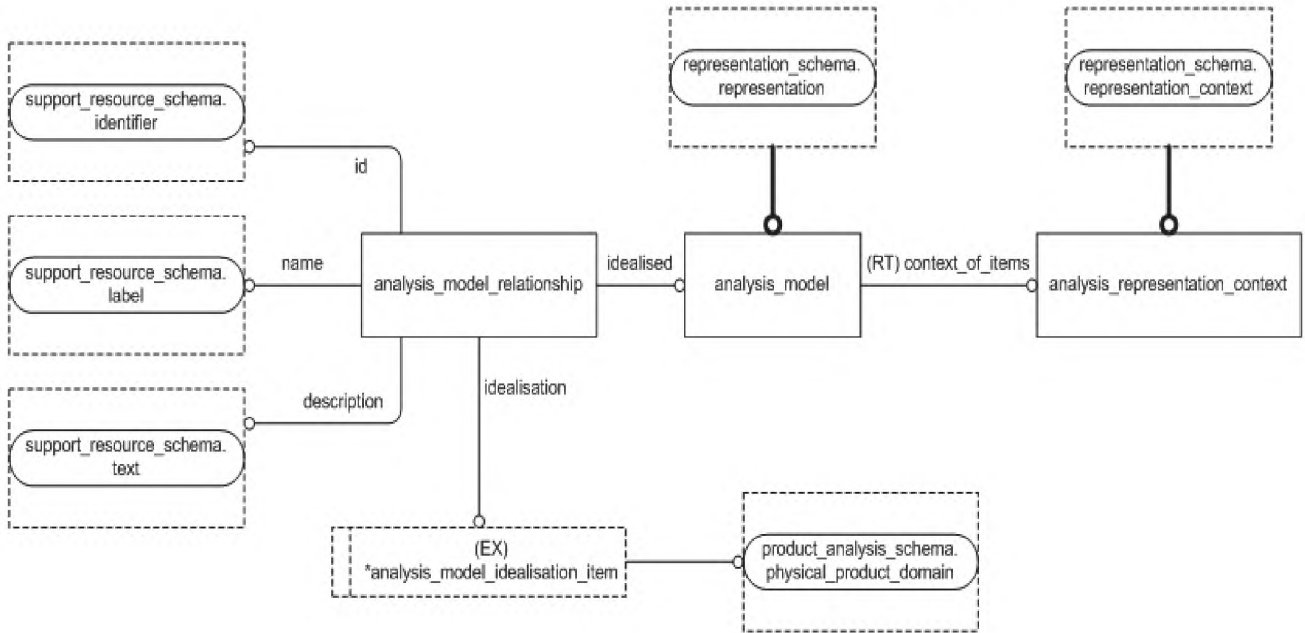 representation_schema.
representation
representation_schema.
representation_context
support_resource_schema.
identifier
id
support_resource_schema.
label
name
analysis_model_relationship
idealised
analysis_model
(RT) context_of_items
analysis_representation_context
support_resource_schema.
text
description
idealisation
(EX)
*analysis_model_idealisation_item
product_analysis_schema.
physical_product_domain